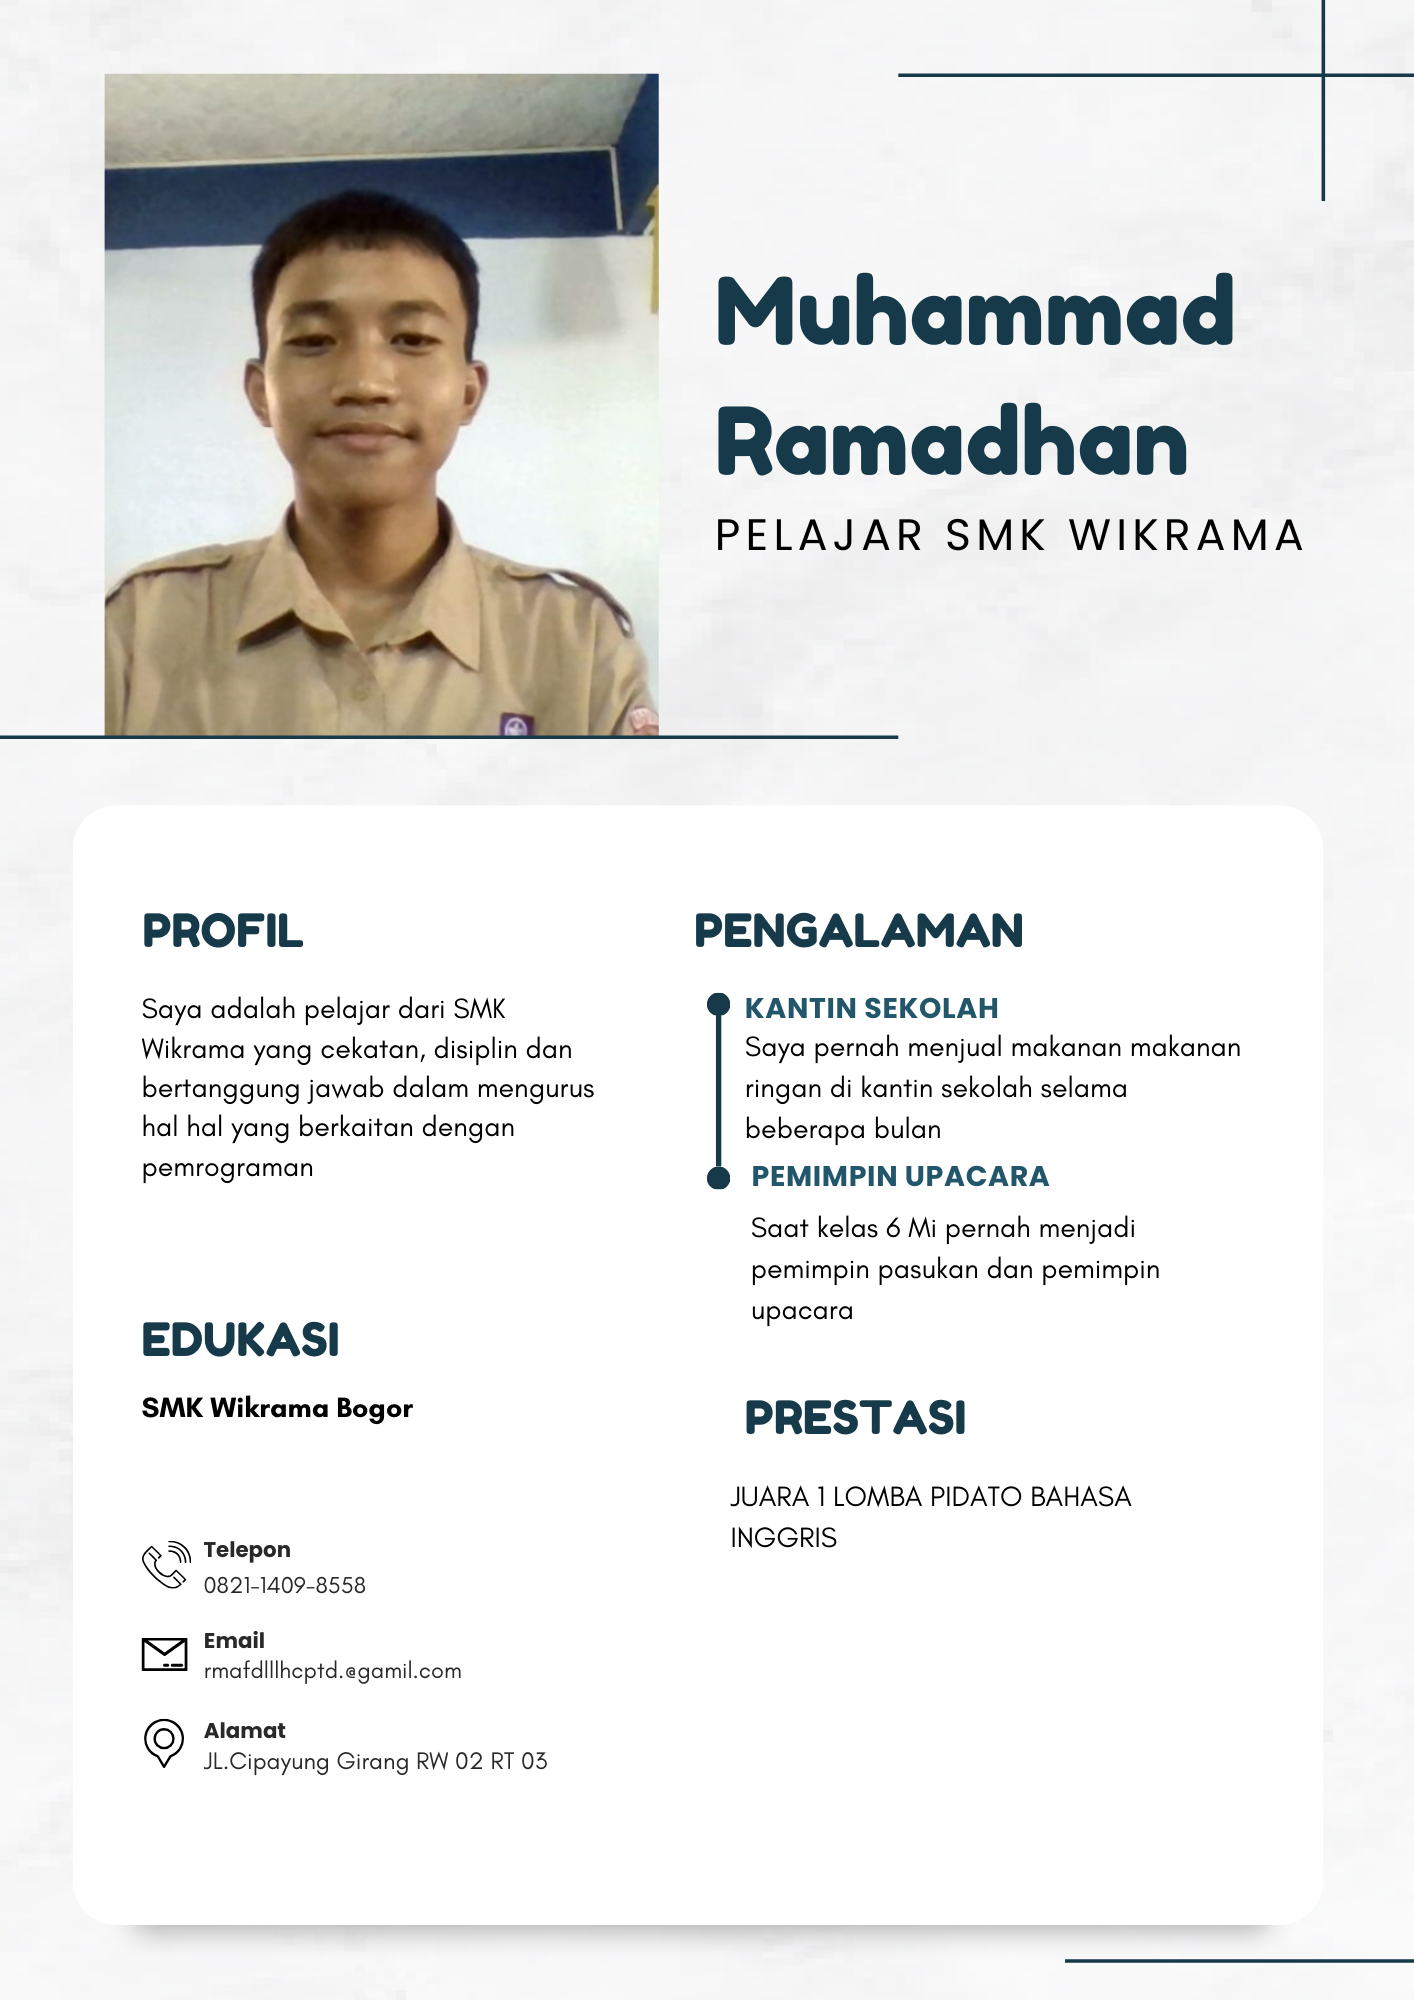 Muhammad
Ramadhan
PELAJAR SMK WIKRAMA
PROFIL
Saya adalah pelajar dari SMK
Wikrama yang cekatan, disiplin dan
bertanggung jawab dalam mengurus
hal hal yang berkaitan dengan
pemrograman
EDUKASI
SMK Wikrama Bogor
Telepon
0821-1409-8558
Email
rmafdlllhcptd.@gamil.com
Alamat
JL.Cipayung Girang RW 02 RT 03
PENGALAMAN
KANTIN SEKOLAH
Saya pernah menjual makanan makanan
ringan di kantin sekolah selama
beberapa bulan
PEMIMPIN UPACARA
Saat kelas 6 Mi pernah menjadi
pemimpin pasukan dan pemimpin
upacara
PRESTASI
JUARA 1 LOMBA PIDATO BAHASA
INGGRIS